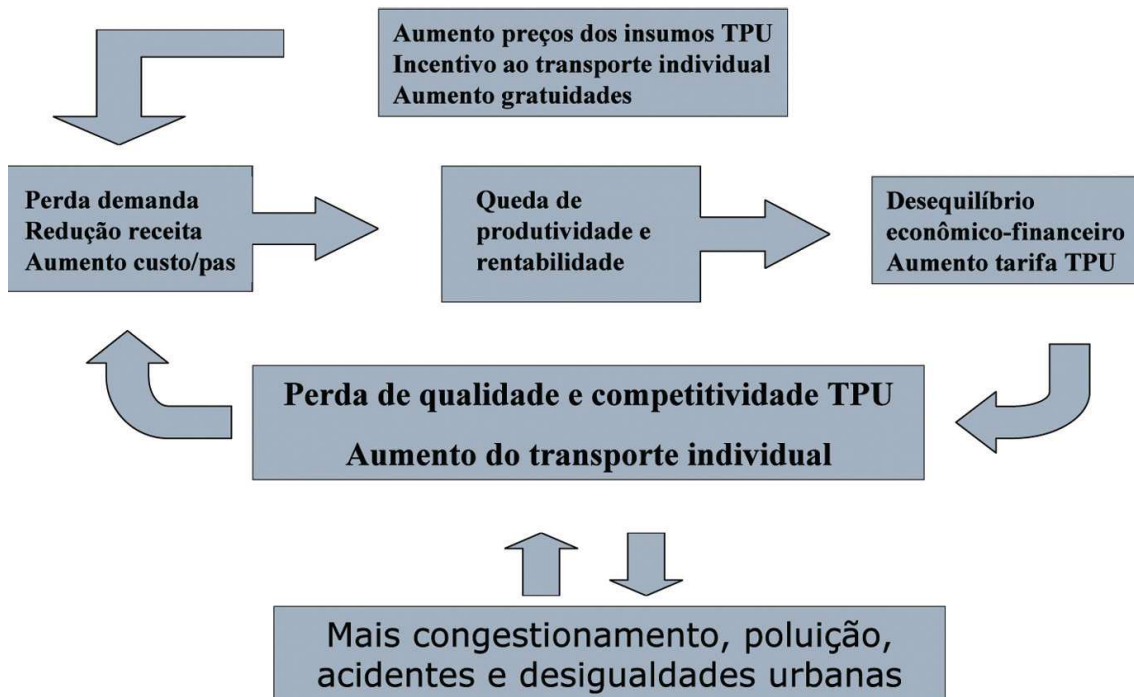 Aumento preços dos insumos TPU
Incentivo ao transporte individual
Aumento gratuidades
Perda demanda
Redução receita
Aumento custo/pas
Queda de
produtividade e
rentabilidade
Desequilíbrio
econômico-financeiro
Aumento tarifa TPU
Perda de qualidade e competitividade TPU
Aumento do transporte individual
Mais congestionamento, poluição,
acidentes e desigualdades urbanas